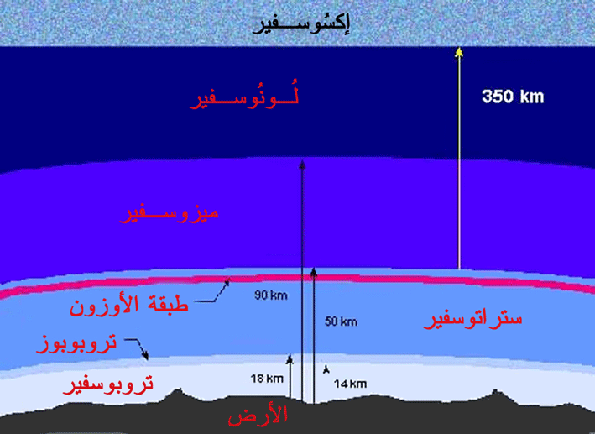 إكسُوســفير
350 km
لُــونُوســفير
ميزوســفير
طبقة الأوزون
90 km
50 km
ستراتوسفير
تروبوبوز
تروبوسفير
18 km
14 km
الأرض